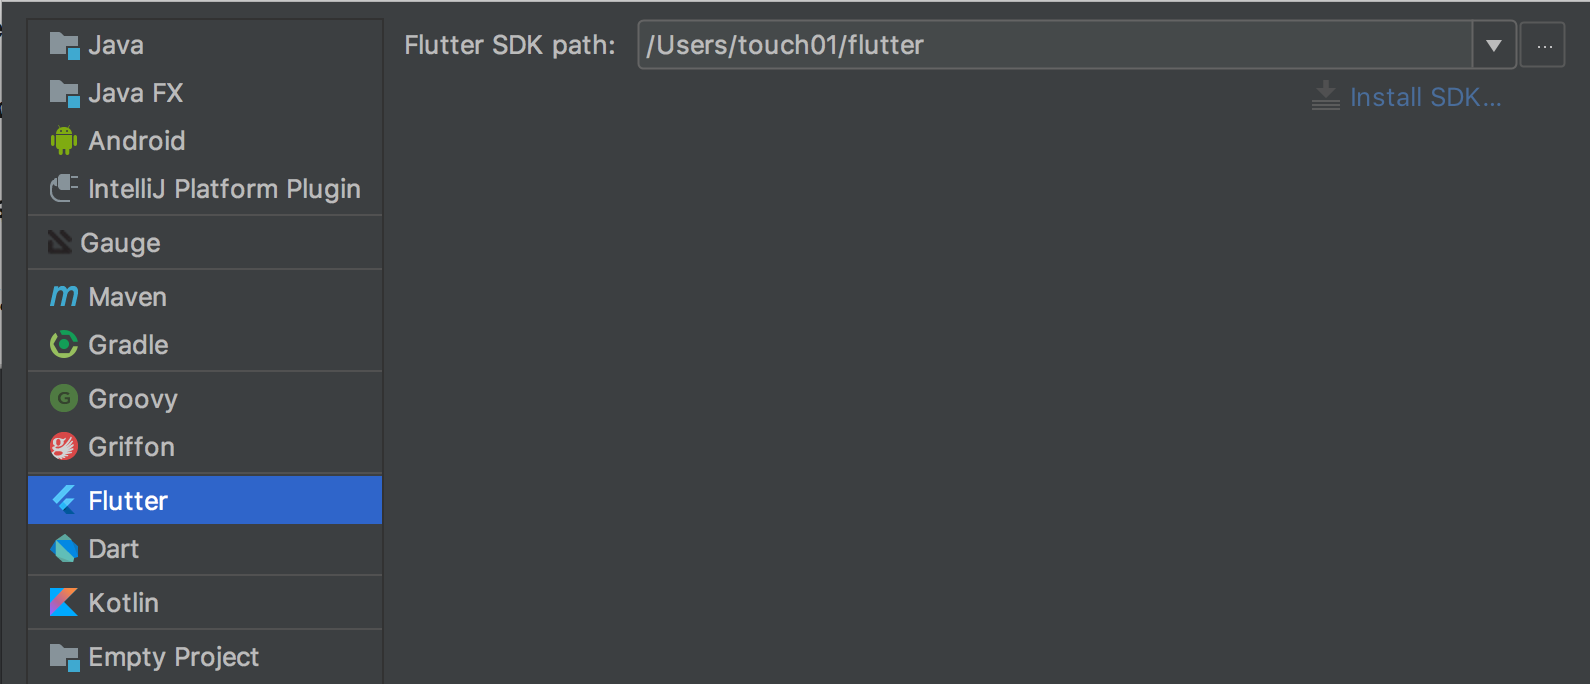 Java
Java FX
Android
IntelliJ Platform Plugin
Gauge
Maven
Gradle
Groovy
Griffon
Flutter
Dart
Kotlin
Empty Project
Flutter SDK path: /Users/touch01/flutter ...
Install SDK...